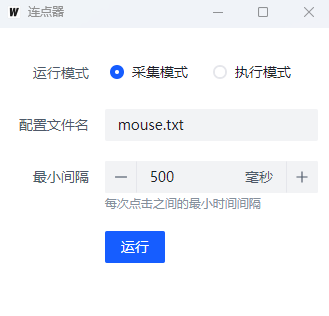 W 连点器
运行模式 采集模式 执行模式
配置文件名 mouse.txt
最小间隔 500 毫秒
每次点击之间的最小时间间隔
运行